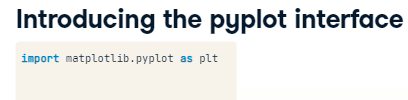 Introducing the pyplot interface
import matplotlib.pyplot as plt